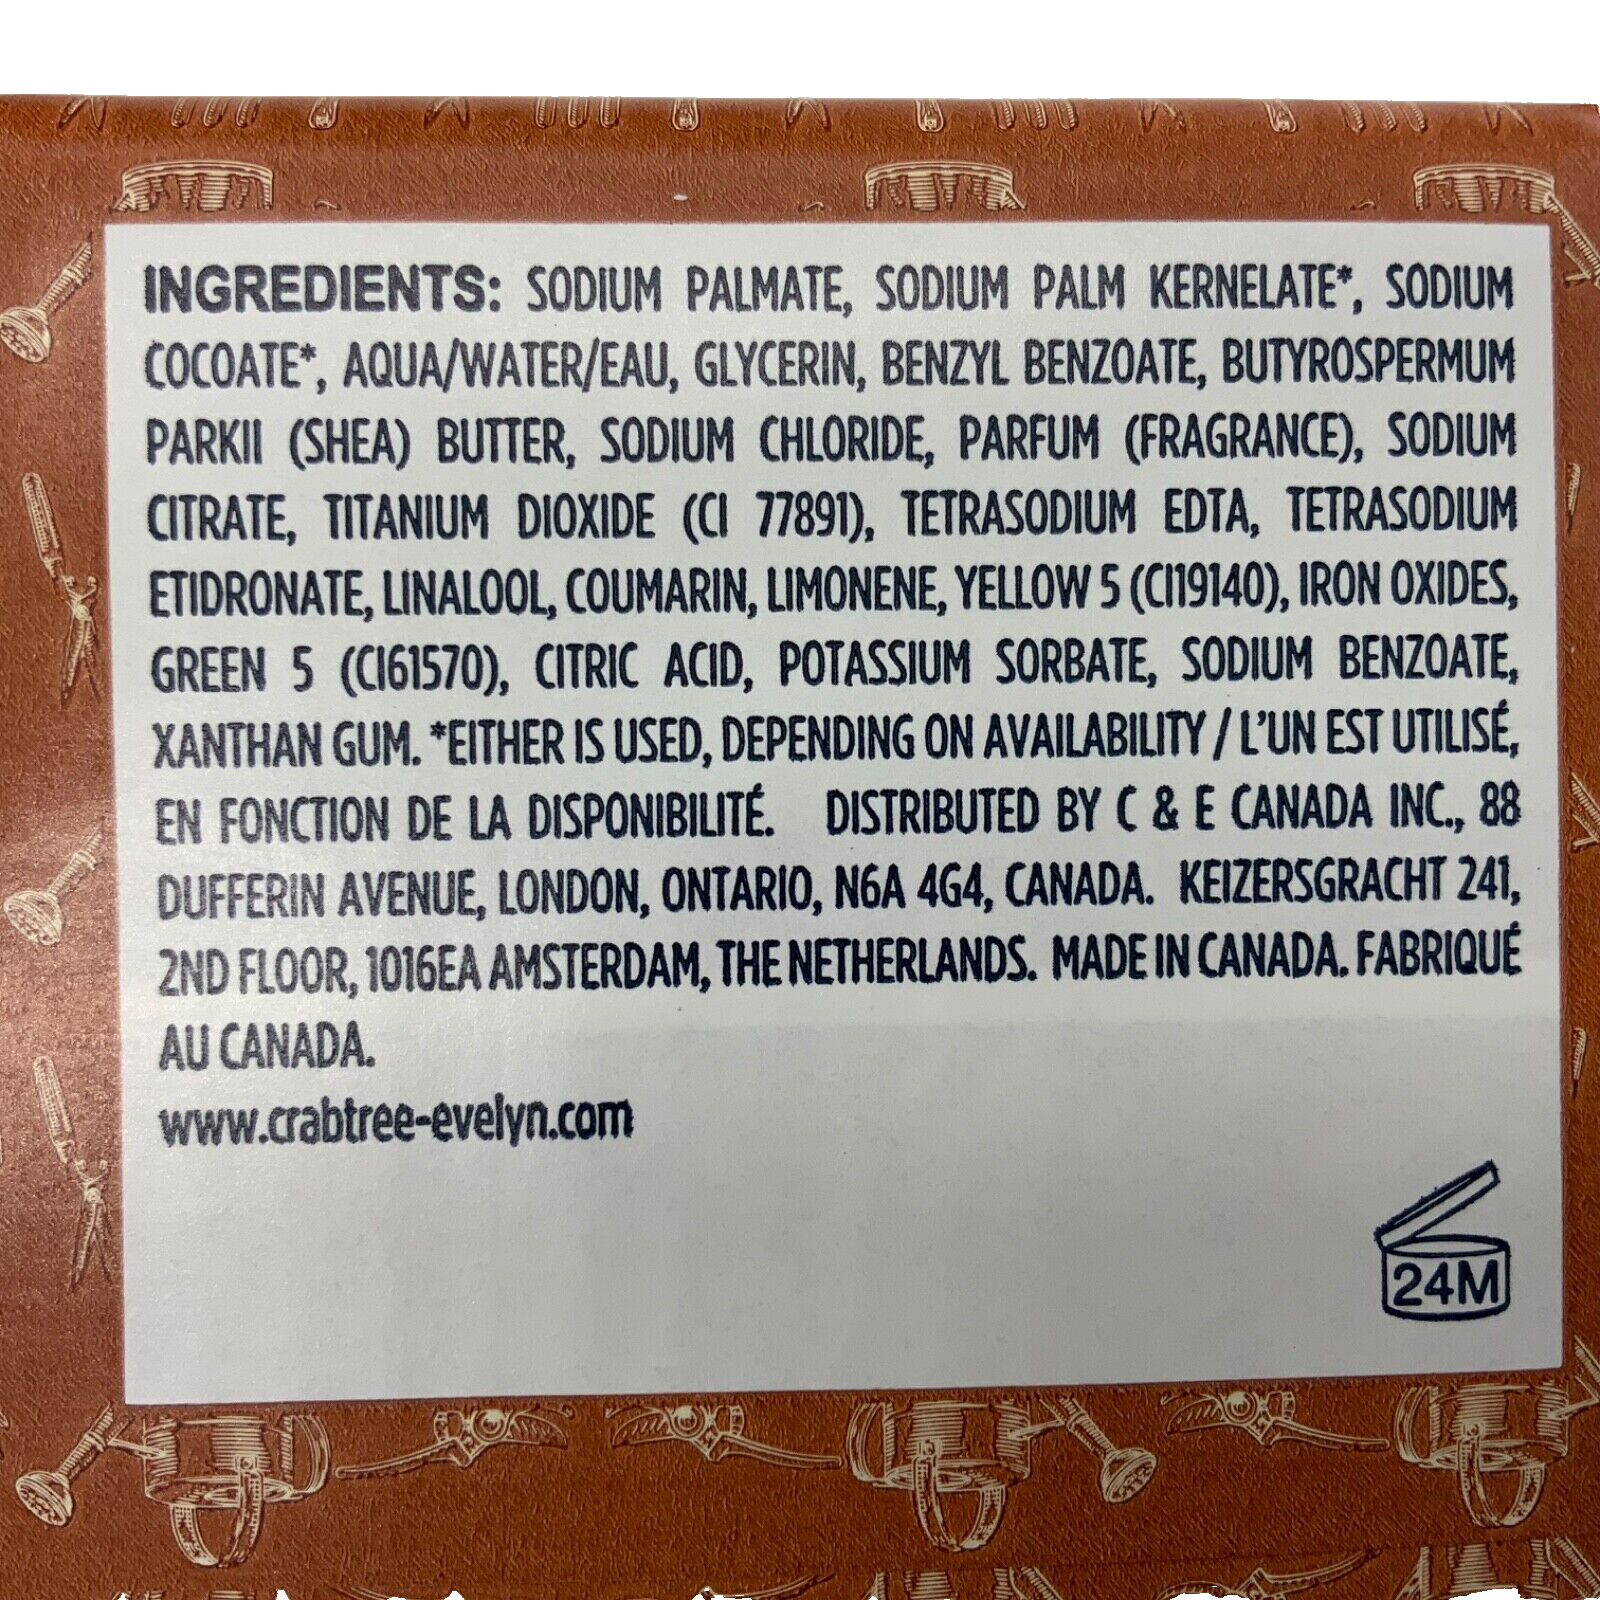 INGREDIENTS: SODIUM PALMATE, SODIUM PALM KERNELATE*, SODIUM
COCOATE*, AQUA/WATER/EAU, GLYCERIN, BENZYL BENZOATE, BUTYROSPERMUM
PARKII (SHEA) BUTTER, SODIUM CHLORIDE, PARFUM (FRAGRANCE), SODIUM
CITRATE, TITANIUM DIOXIDE (CI 77891), TETRASODIUM EDTA, TETRASODIUM
ETIDRONATE, LINALOOL, COUMARIN, LIMONENE, YELLOW 5 (CI19140), IRON OXIDES,
GREEN 5 (CI61570), CITRIC ACID, POTASSIUM SORBATE, SODIUM BENZOATE,
XANTHAN GUM. *EITHER IS USED, DEPENDING ON AVAILABILITY / L'UN EST UTILISÉ,
EN FONCTION DE LA DISPONIBILITÉ. DISTRIBUTED BY C & E CANADA INC., 88
DUFFERIN AVENUE, LONDON, ONTARIO, N6A 4G4, CANADA. KEIZERSGRACHT 241,
2ND FLOOR, 1016EA AMSTERDAM, THE NETHERLANDS. MADE IN CANADA. FABRIQUÉ
AU CANADA.
www.crabtree-evelyn.com
24M